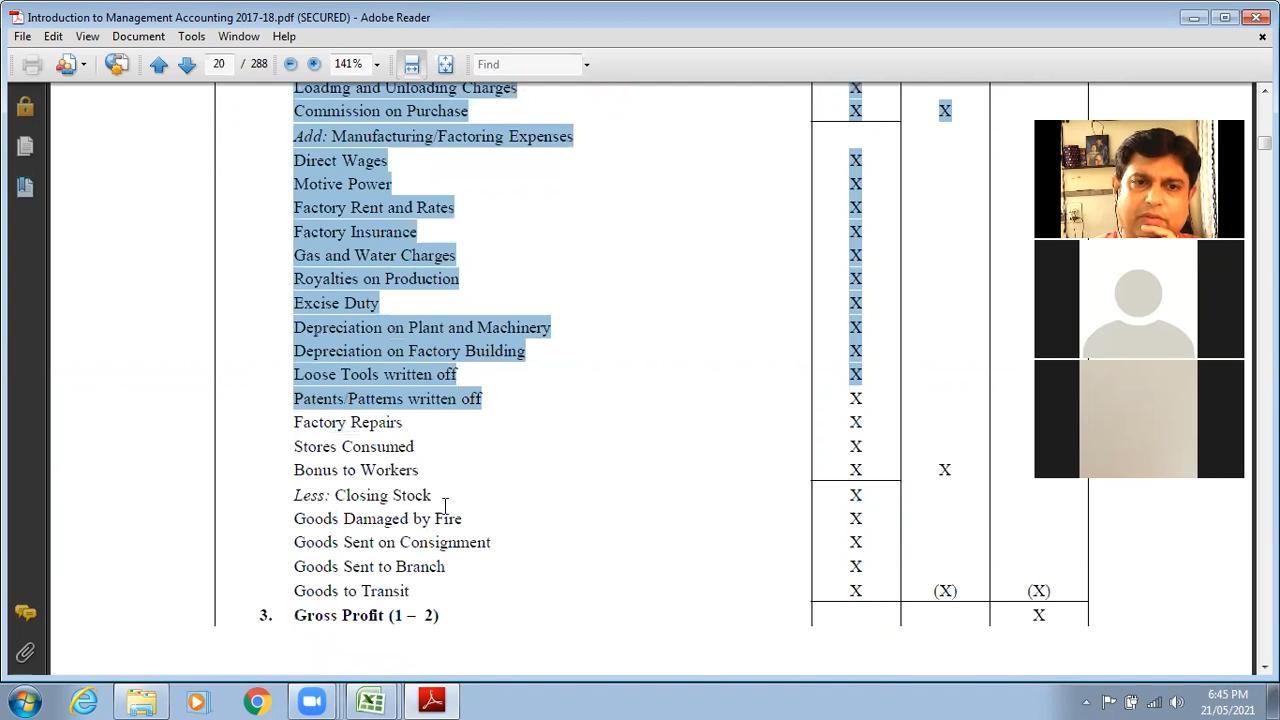 Introduction to Management Accounting 2017-18.pdf (SECURED) - Adobe Reader
File Edit View Document Tools Window Help
20 / 288 141% Find
Loading and Unloading Charges X
Commission on Purchase X X
Add: Manufacturing/Factoring Expenses
Direct Wages X
Motive Power X
Factory Rent and Rates X
Factory Insurance X
Gas and Water Charges X
Royalties on Production X
Excise Duty X
Depreciation on Plant and Machinery X
Depreciation on Factory Building X
Loose Tools written off X
Patents/Patterns written off X
Factory Repairs X
Stores Consumed X
Bonus to Workers X X
Less: Closing Stock X
Goods Damaged by Fire X
Goods Sent on Consignment X
Goods Sent to Branch X
Goods to Transit X (X) (X)
3. Gross Profit (1 – 2) X
6:45 PM
21/05/2021